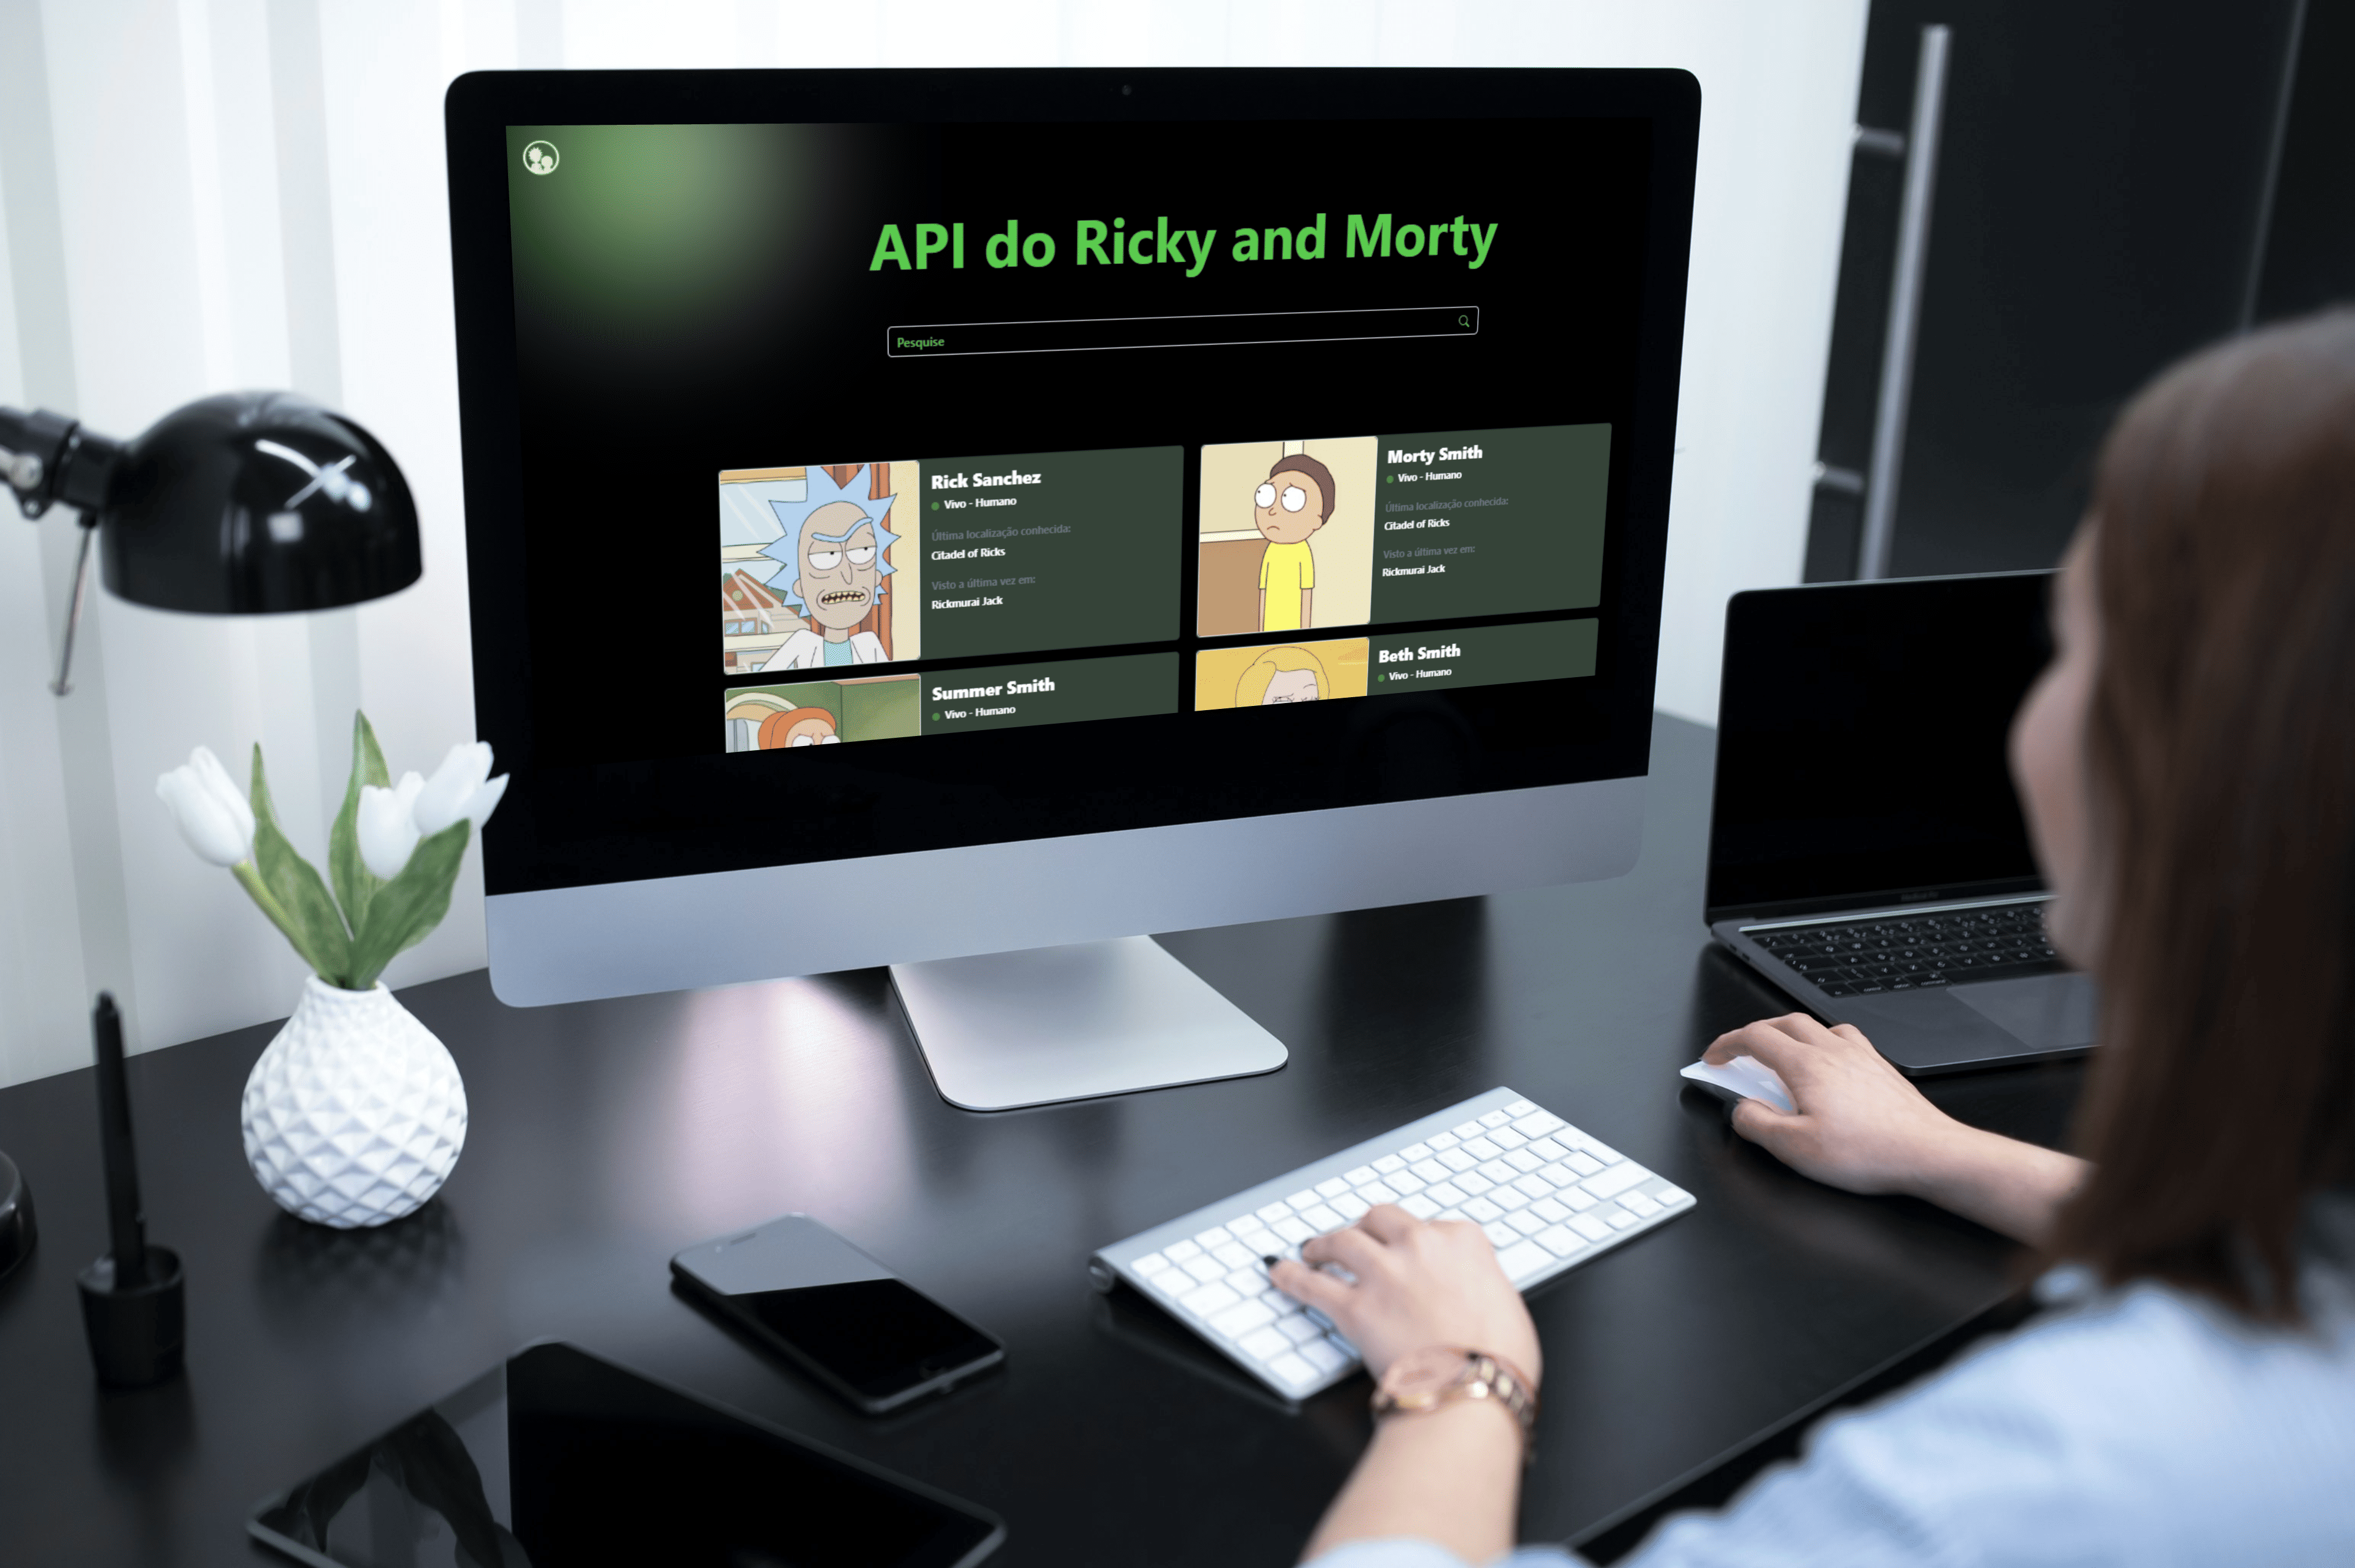 API do Ricky and Morty
Pesquise
Rick Sanchez
Vivo - Humano
Última localização conhecida:
Citadel of Ricks
Visto a última vez em:
Rickmurai Jack
Morty Smith
Vivo - Humano
Última localização conhecida:
Citadel of Ricks
Visto a última vez em:
Rickmurai Jack
Summer Smith
Vivo - Humano
Beth Smith
Vivo - Humano